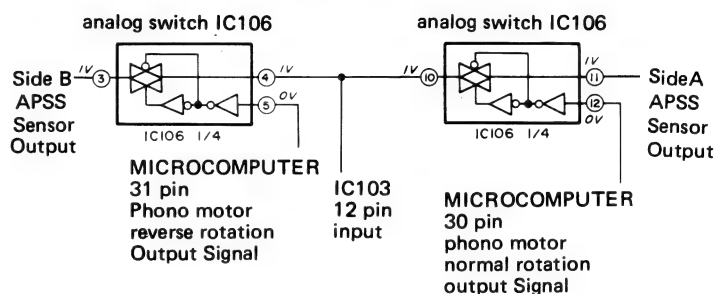 analog switch IC106
analog switch IC106
1V
3
1V
4
0V
5
IC106 1/4
1V
10
1V
11
12
0V
IC106 1/4
Side B
APSS
Sensor
Output
Side A
APSS
Sensor
Output
MICROCOMPUTER
31 pin
Phono motor
reverse rotation
Output Signal
IC103
12 pin
input
MICROCOMPUTER
30 pin
phono motor
normal rotation
output Signal